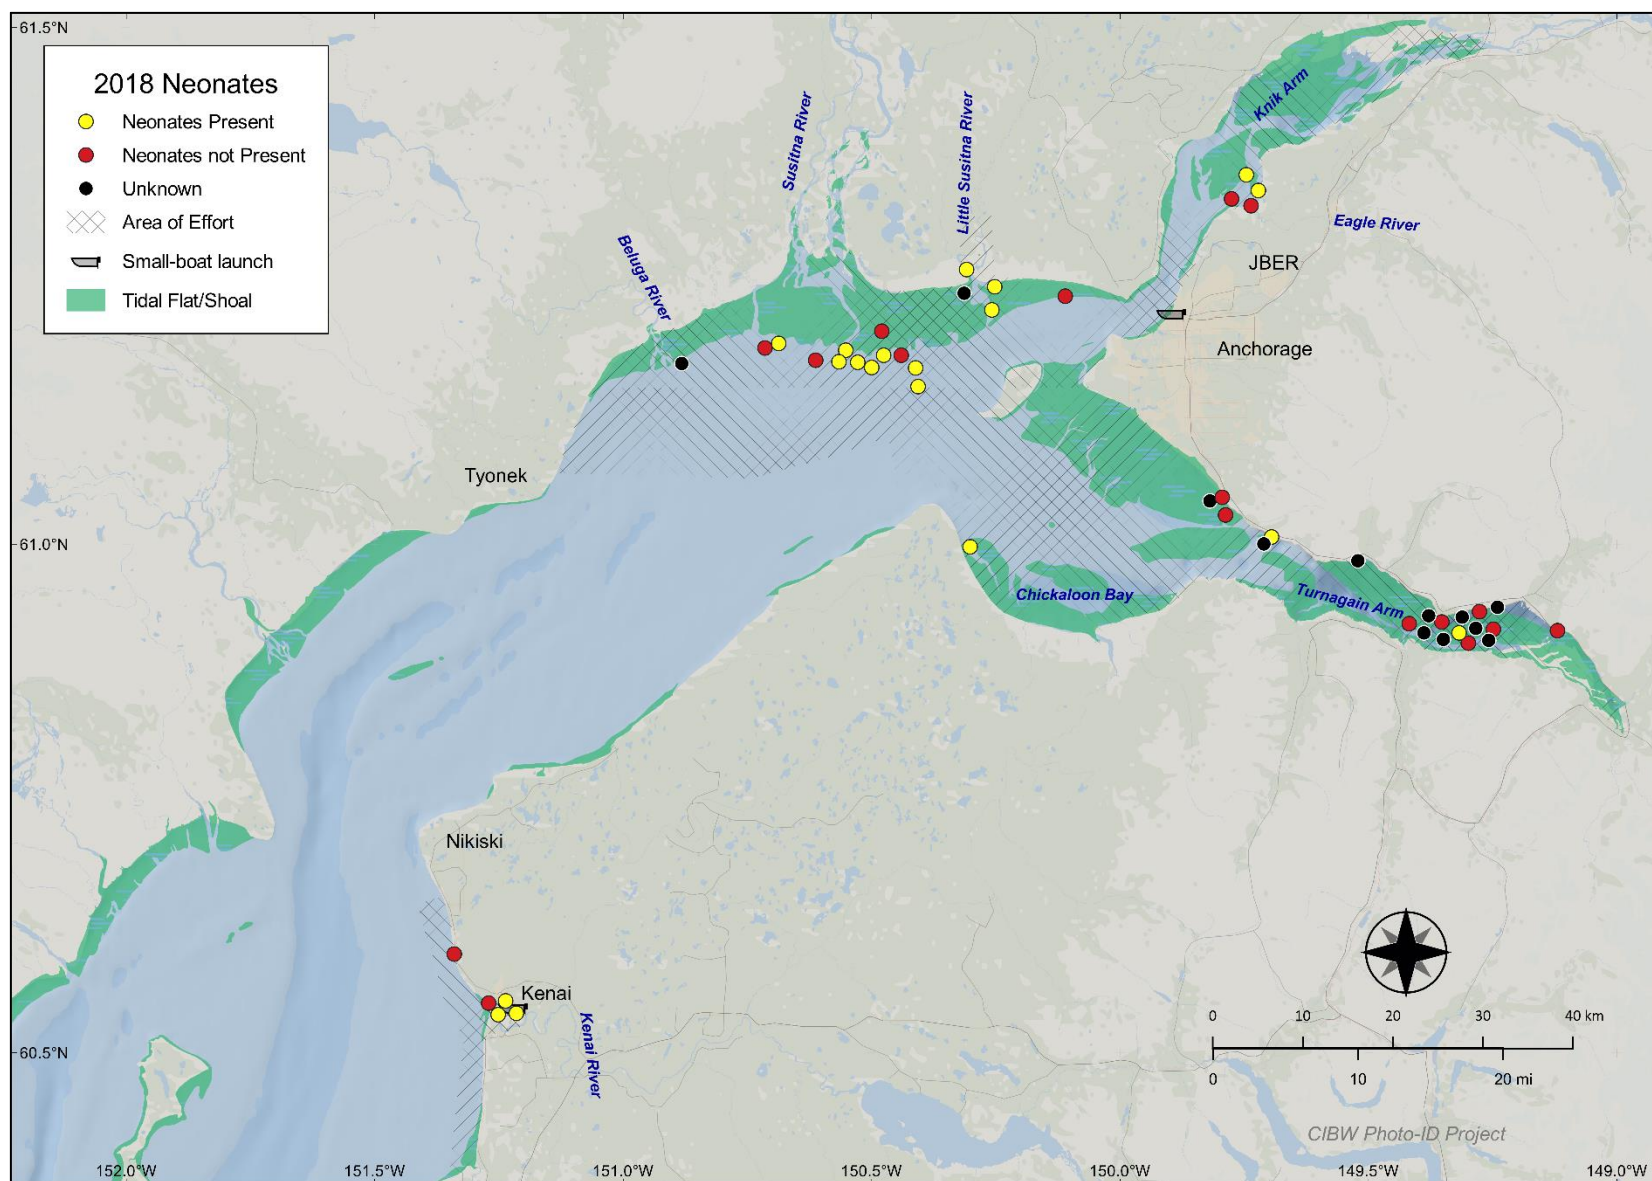 61.5°N
2018 Neonates
Neonates Present
Neonates not Present
Unknown
Area of Effort
Small-boat launch
Tidal Flat/Shoal
Knik Arm
Susitna River
Little Susitna River
Eagle River
Beluga River
JBER
Anchorage
Tyonek
61.0°N
Chickaloon Bay
Turnagain Arm
Nikiski
Kenai
Kenai River
60.5°N
0 10 20 30 40 km
0 10 20 mi
CIBW Photo-ID Project
152.0°W 151.5°W 151.0°W 150.5°W 150.0°W 149.5°W 149.0°W